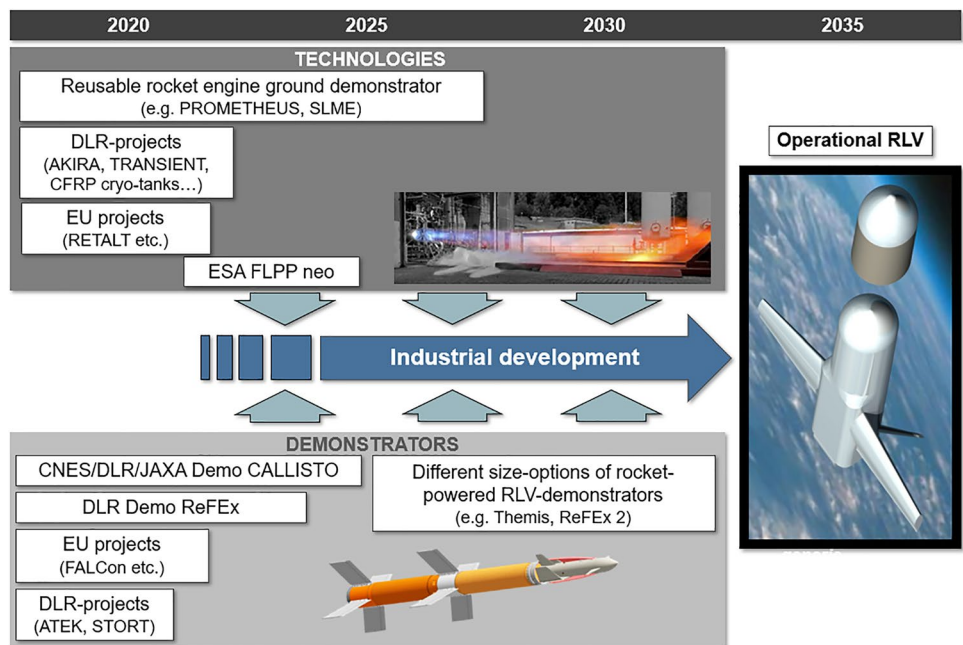 2020 2025 2030 2035
TECHNOLOGIES
Reusable rocket engine ground demonstrator
(e.g. PROMETHEUS, SLME)
DLR-projects
(AKIRA, TRANSIENT,
CFRP cryo-tanks…)
EU projects
(RETALT etc.)
ESA FLPP neo
Operational RLV
Industrial development
DEMONSTRATORS
CNES/DLR/JAXA Demo CALLISTO
DLR Demo ReFEx
EU projects
(FALCon etc.)
DLR-projects
(ATEK, STORT)
Different size-options of rocket-
powered RLV-demonstrators
(e.g. Themis, ReFEx 2)